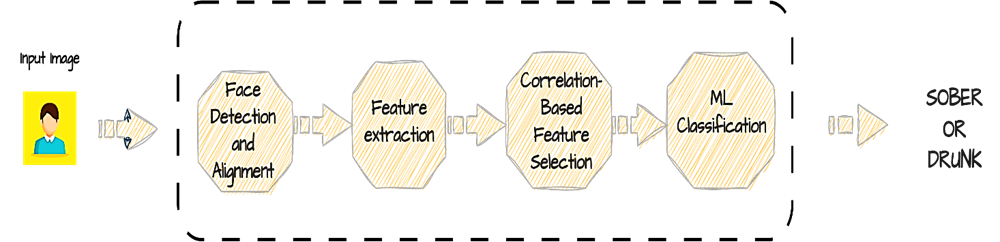 Input Image
Face
Detection
and
Alignment
Feature
extraction
Correlation-
Based
Feature
Selection
ML
Classification
SOBER
OR
DRUNK